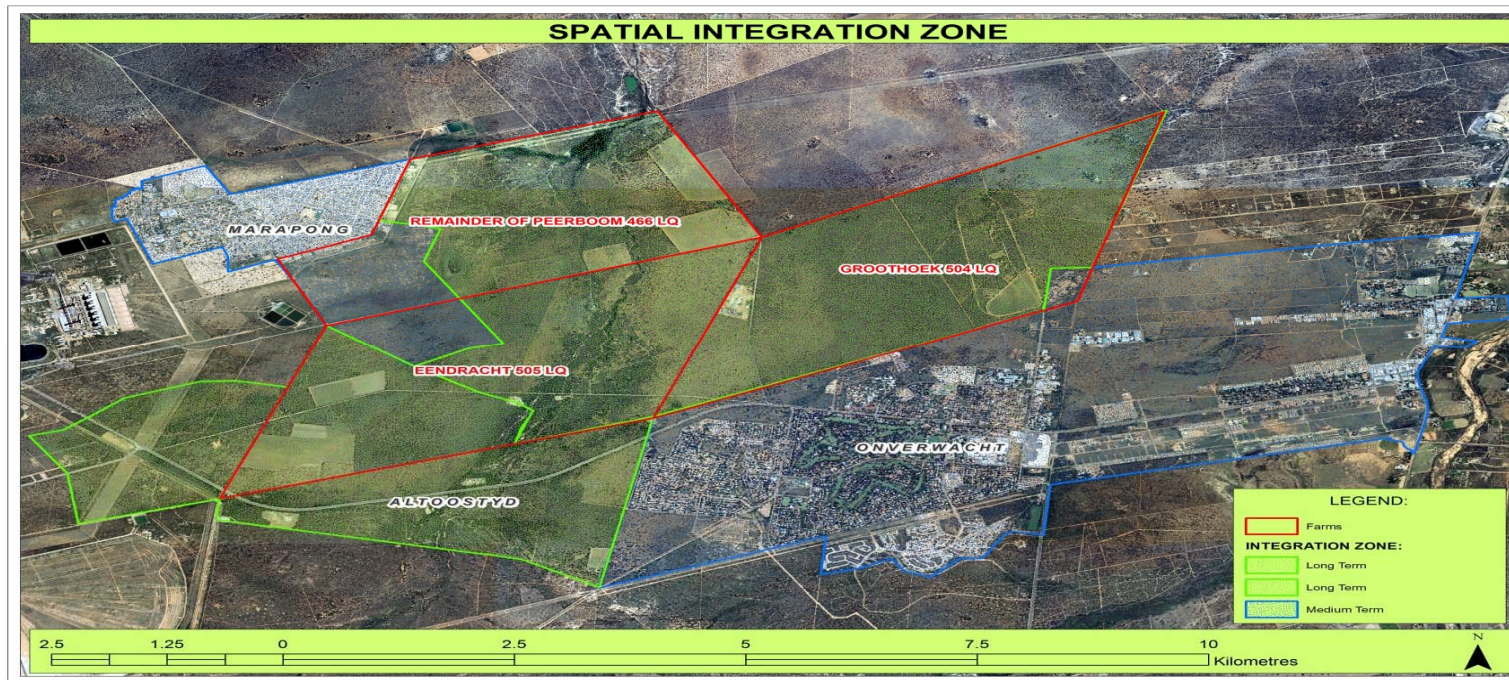 SPATIAL INTEGRATION ZONE
MARAPONG
REMAINDER OF PEERBOOM 466 LQ
GROOTHOEK 504 LQ
EENDRACHT 505 LQ
ONVERWACHT
ALTOOSTYD
LEGEND:
Farms
INTEGRATION ZONE:
Long Term
Long Term
Medium Term
2.5 1.25 0 2.5 5 7.5 10
Kilometres
N